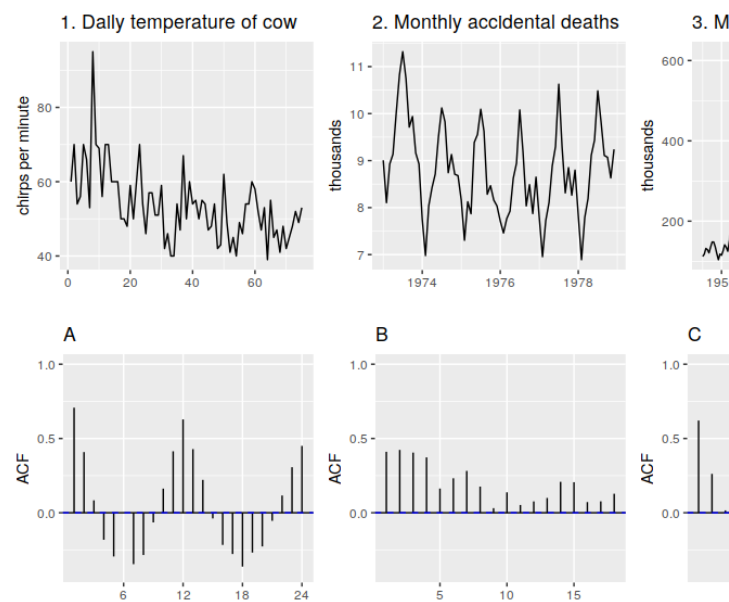 1. Daily temperature of cow
2. Monthly accidental deaths
3. M
chirps per minute
80
60
40
0
20
40
60
thousands
11
10
9
8
7
1974
1976
1978
thousands
600
400
200
195
A
B
C
ACF
1.0
0.5
0.0
6
12
18
24
ACF
1.0
0.5
0.0
5
10
15
ACF
1.0
0.5
0.0